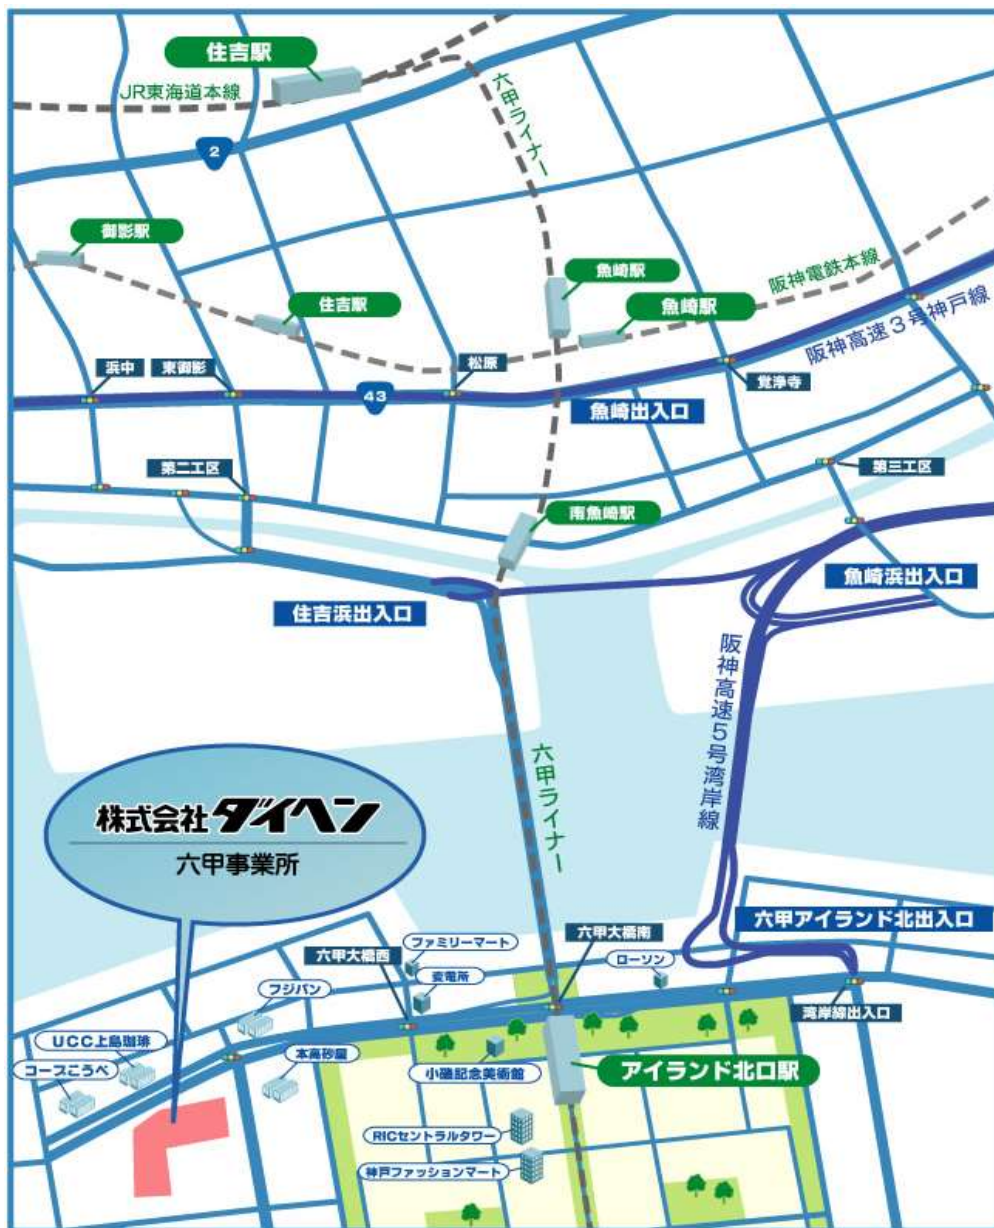 住吉駅
JR東海道本線
六甲ライナー
2
御影駅
魚崎駅
阪神電鉄本線
住吉駅
魚崎駅
阪神高速3号神戸線
浜中
東御影
松原
覚浄寺
43
魚崎出入口
第二工区
第三工区
南魚崎駅
魚崎浜出入口
住吉浜出入口
阪神高速5号湾岸線
六甲ライナー
株式会社ダイヘン
六甲事業所
六甲アイランド北出入口
六甲大橋南
ファミリーマート
六甲大橋西
ローソン
変電所
フジパン
湾岸線出入口
UCC上島珈琲
本高砂屋
小磯記念美術館
アイランド北口駅
コープこうべ
RICセントラルタワー
神戸ファッションマート